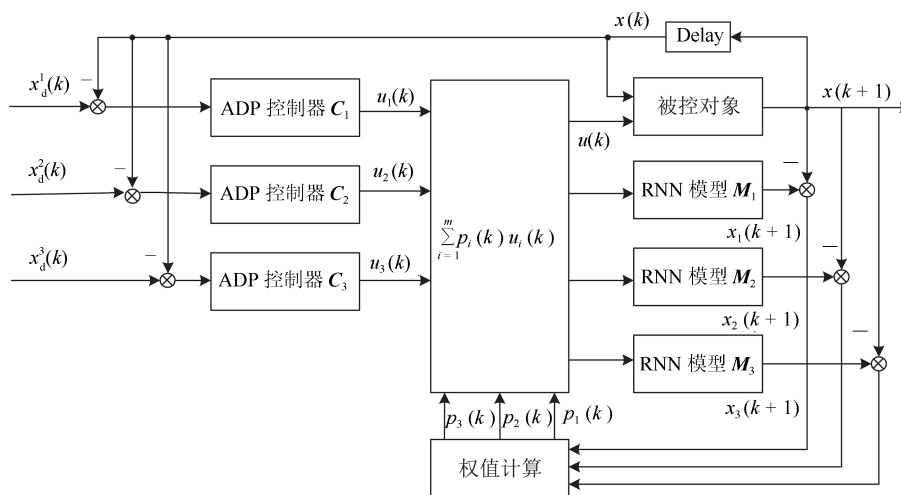 x(k)
Delay
x_d^1(k)
−
ADP 控制器 C_1
u_1(k)
被控对象
x(k+1)
u(k)
x_d^2(k)
−
ADP 控制器 C_2
u_2(k)
RNN 模型 M_1
−
x_1(k+1)
\sum_{i=1}^{m} p_i(k) u_i(k)
x_d^3(k)
−
ADP 控制器 C_3
u_3(k)
RNN 模型 M_2
−
x_2(k+1)
RNN 模型 M_3
−
x_3(k+1)
p_3(k) p_2(k) p_1(k)
权值计算